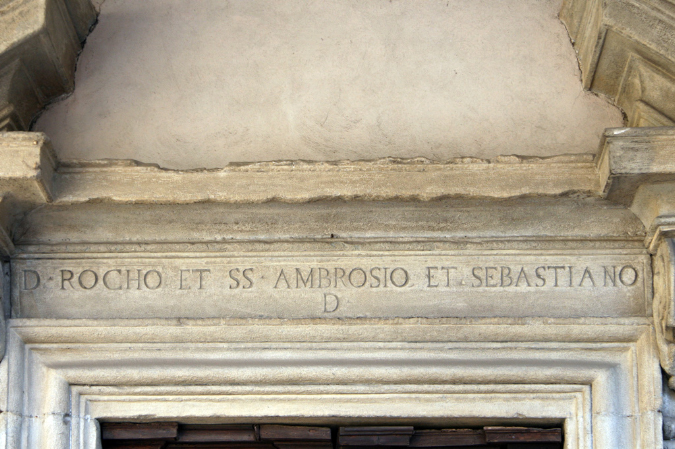 D · ROCHO ET SS · AMBROSIO ET SEBASTIANO
D